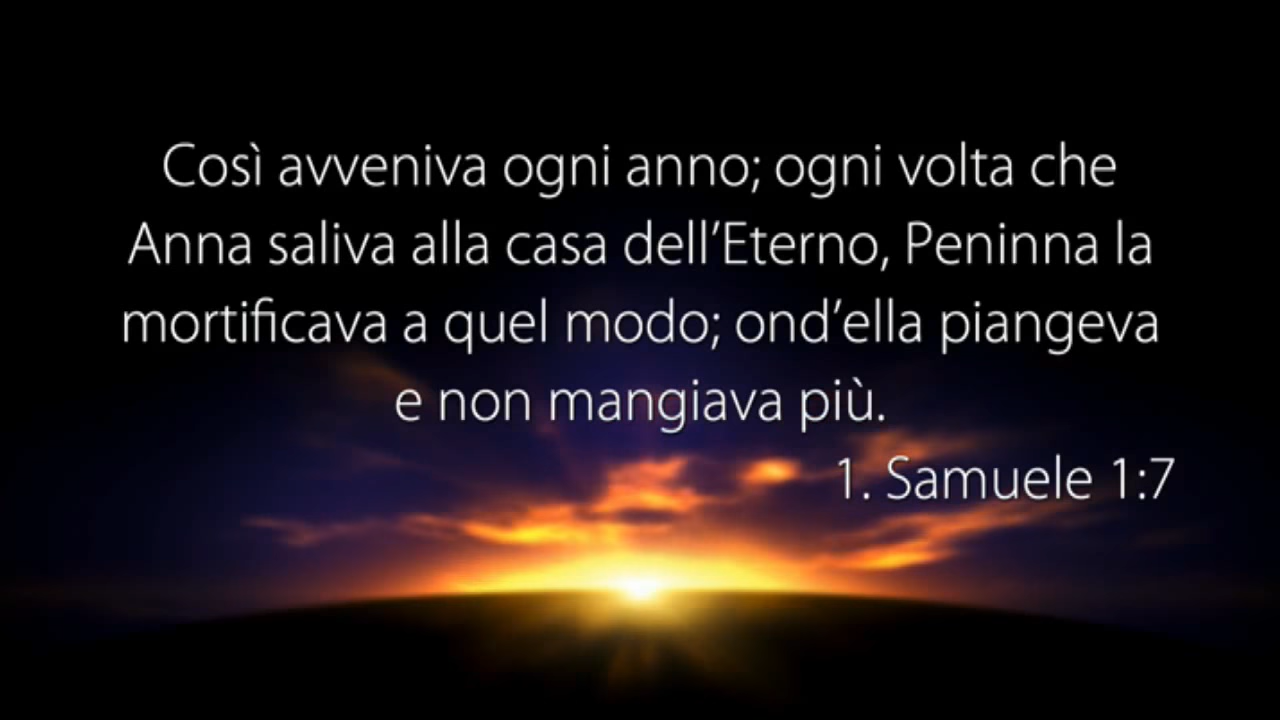 Così avveniva ogni anno; ogni volta che
Anna saliva alla casa dell’Eterno, Peninna la
mortificava a quel modo; ond’ella piangeva
e non mangiava più.
1. Samuele 1:7